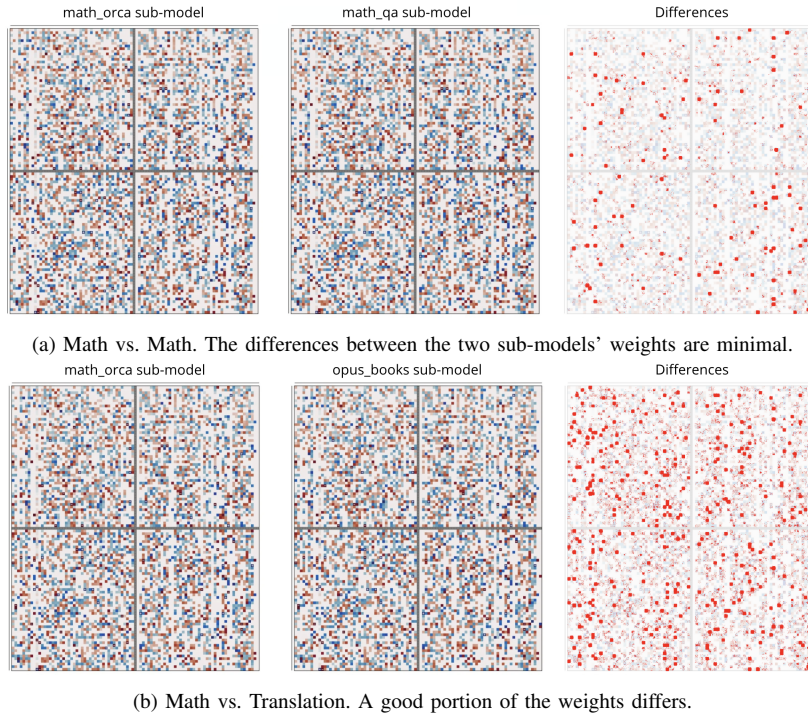 math_orca sub-model math_qa sub-model Differences
(a) Math vs. Math. The differences between the two sub-models’ weights are minimal.
math_orca sub-model opus_books sub-model Differences
(b) Math vs. Translation. A good portion of the weights differs.